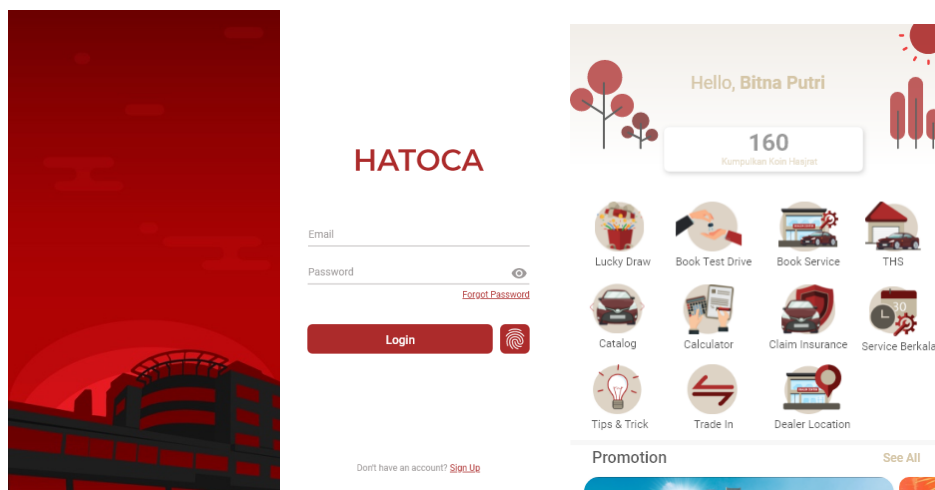 HATOCA
Email
Password
Forgot Password
Login
Don't have an account? Sign Up
Hello, Bitna Putri
160
Kumpulkan Koin Hasjrat
Lucky Draw
Book Test Drive
Book Service
THS
Catalog
Calculator
Claim Insurance
30
Service Berkala
Tips & Trick
Trade In
Dealer Location
Promotion
See All